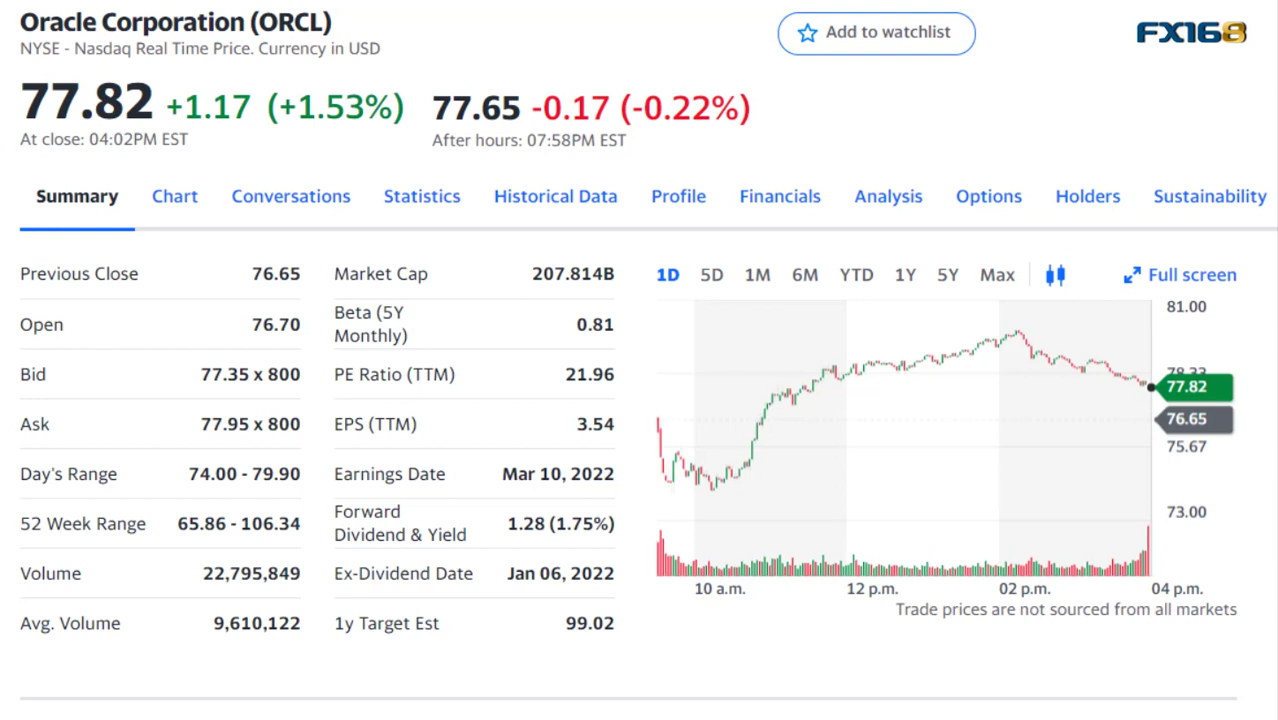 Oracle Corporation (ORCL)
NYSE - Nasdaq Real Time Price. Currency in USD
Add to watchlist
FX168
77.82 +1.17 (+1.53%)
At close: 04:02PM EST
77.65 -0.17 (-0.22%)
After hours: 07:58PM EST
Summary Chart Conversations Statistics Historical Data Profile Financials Analysis Options Holders Sustainability
Previous Close 76.65
Open 76.70
Bid 77.35 x 800
Ask 77.95 x 800
Day's Range 74.00 - 79.90
52 Week Range 65.86 - 106.34
Volume 22,795,849
Avg. Volume 9,610,122
Market Cap 207.814B
Beta (5Y
Monthly) 0.81
PE Ratio (TTM) 21.96
EPS (TTM) 3.54
Earnings Date Mar 10, 2022
Forward
Dividend & Yield 1.28 (1.75%)
Ex-Dividend Date Jan 06, 2022
1y Target Est 99.02
1D 5D 1M 6M YTD 1Y 5Y Max Full screen
81.00
78.33
77.82
76.65
75.67
73.00
10 a.m. 12 p.m. 02 p.m. 04 p.m.
Trade prices are not sourced from all markets